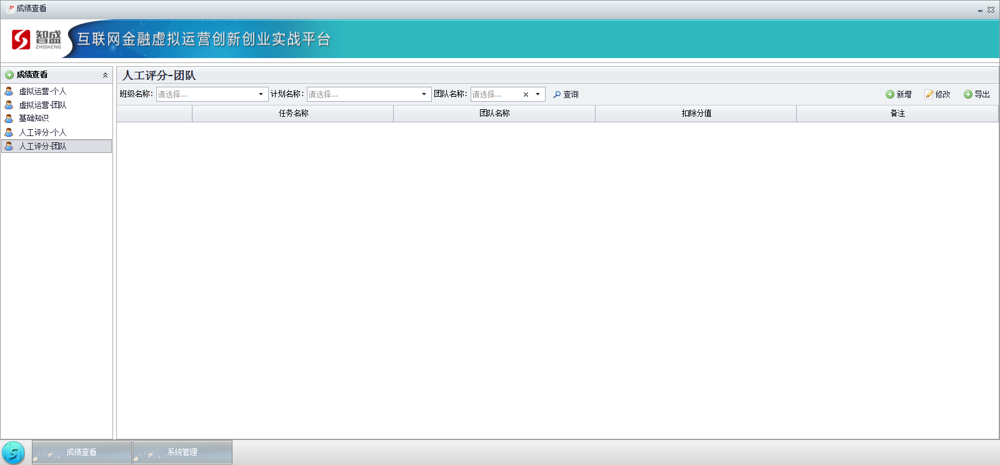 成绩查看
智盛
ZHISHENG
互联网金融虚拟运营创新创业实战平台
成绩查看
虚拟运营-个人
虚拟运营-团队
基础知识
人工评分-个人
人工评分-团队
人工评分-团队
班级名称: 请选择... 计划名称: 请选择... 团队名称: 请选择... 查询 新增 修改 导出
任务名称 团队名称 扣除分值 备注
成绩查看 系统管理